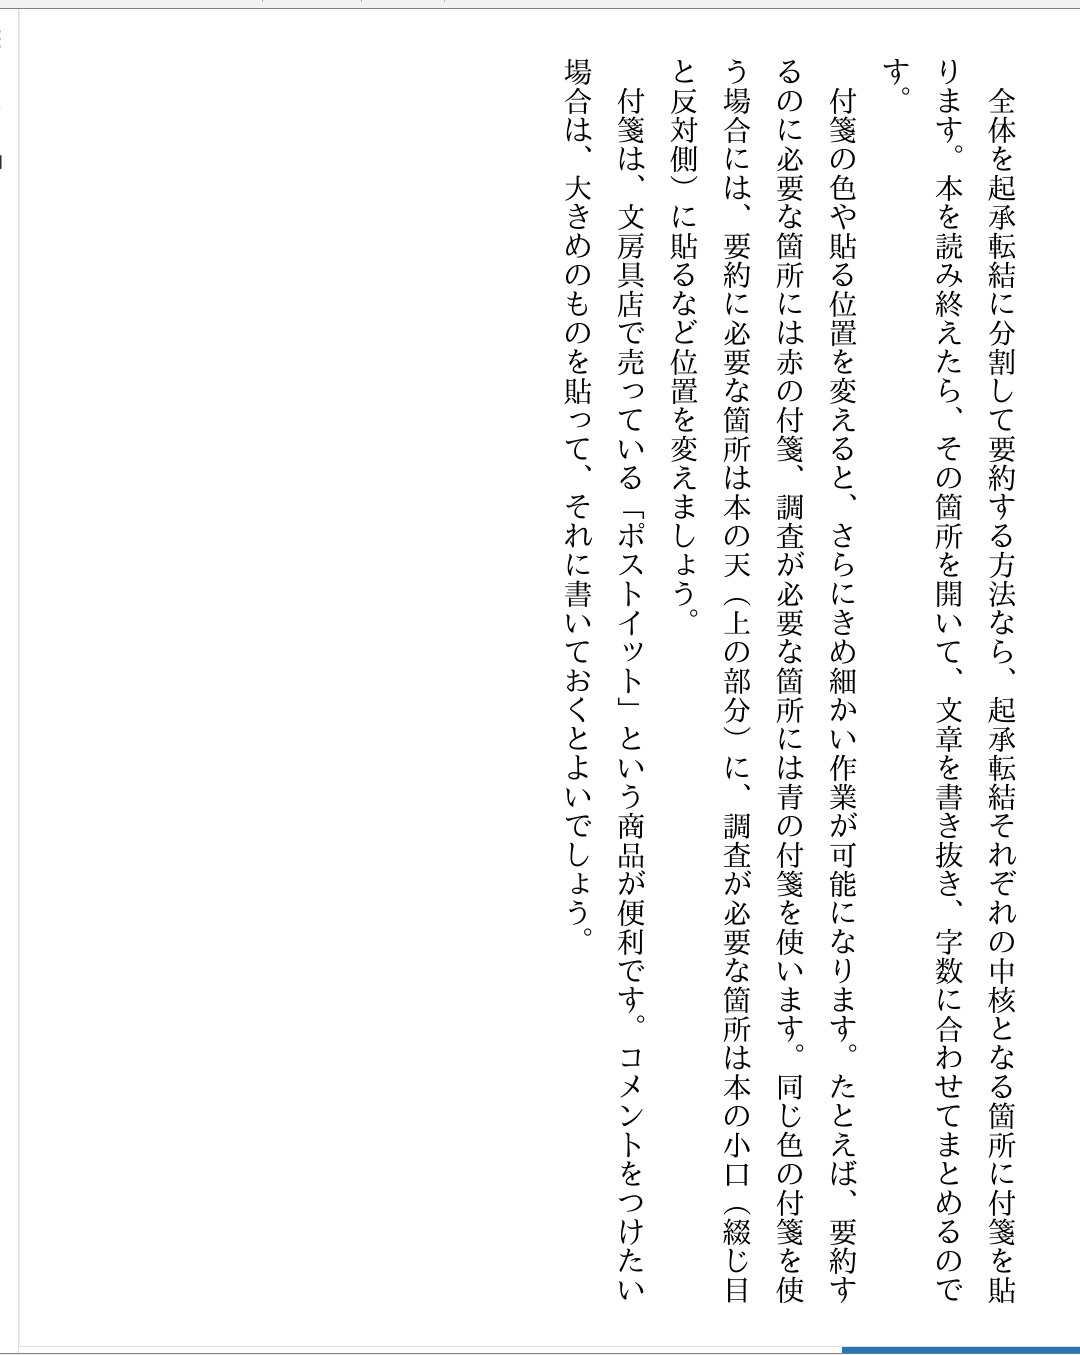 全体を起承転結に分割して要約する方法なら、起承転結それぞれの中核となる箇所に付箋を貼
ります。本を読み終えたら、その箇所を開いて、文章を書き抜き、字数に合わせてまとめるので
す。
　付箋の色や貼る位置を変えると、さらにきめ細かい作業が可能になります。たとえば、要約す
るのに必要な箇所には赤の付箋、調査が必要な箇所には青の付箋を使います。同じ色の付箋を使
う場合には、要約に必要な箇所は本の天（上の部分）に、調査が必要な箇所は本の小口（綴じ目
と反対側）に貼るなど位置を変えましょう。
　付箋は、文房具店で売っている「ポストイット」という商品が便利です。コメントをつけたい
場合は、大きめのものを貼って、それに書いておくとよいでしょう。